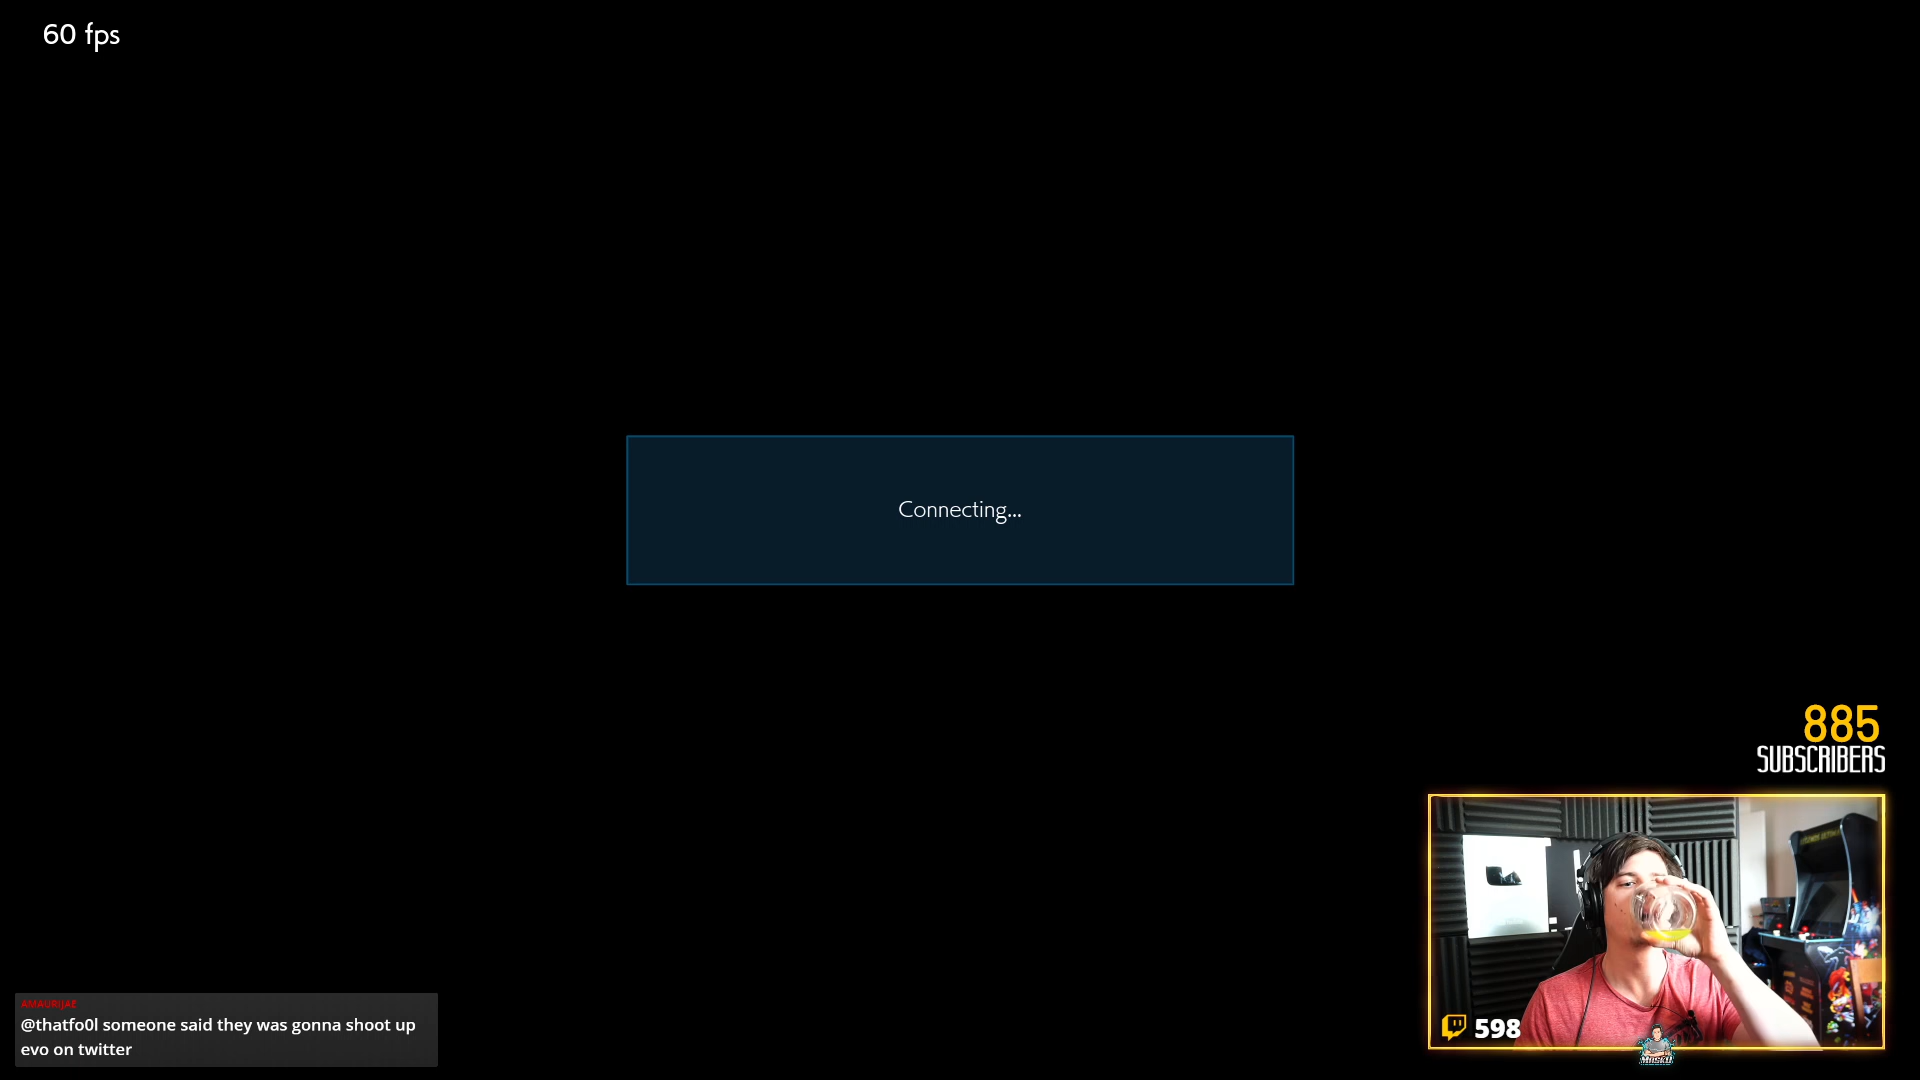 60 fps
Connecting...
885
SUBSCRIBERS
598
AMAURIJAE
@thatfo0l someone said they was gonna shoot up
evo on twitter